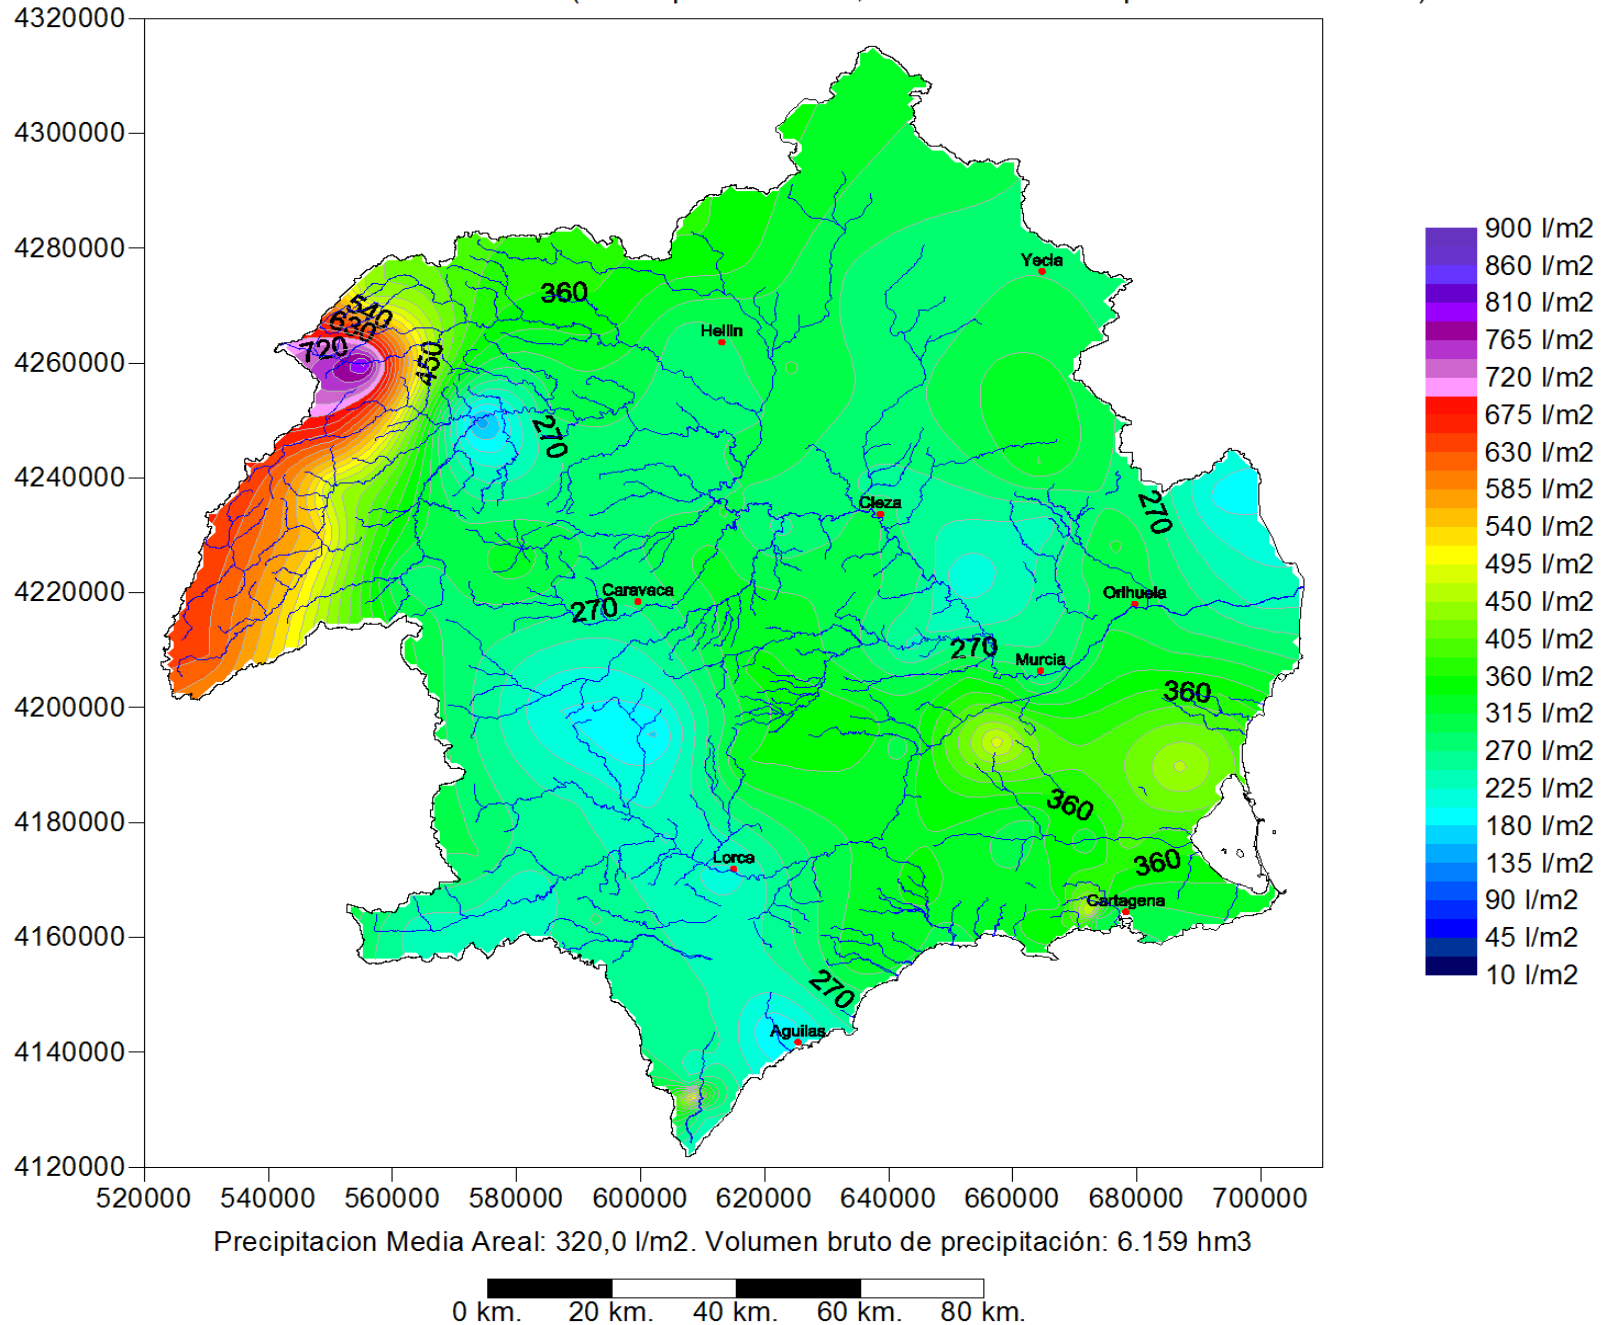 4320000
4300000
4280000
4260000
4240000
4220000
4200000
4180000
4160000
4140000
4120000
520000 540000 560000 580000 600000 620000 640000 660000 680000 700000
Yecla
360
540
630
720
450
Hellin
270
Cieza
270
Caravaca
270
Orihuela
270
Murcia
360
360
Lorca
360
Cartagena
270
Aguilas
900 l/m2
860 l/m2
810 l/m2
765 l/m2
720 l/m2
675 l/m2
630 l/m2
585 l/m2
540 l/m2
495 l/m2
450 l/m2
405 l/m2
360 l/m2
315 l/m2
270 l/m2
225 l/m2
180 l/m2
135 l/m2
90 l/m2
45 l/m2
10 l/m2
Precipitacion Media Areal: 320,0 l/m2. Volumen bruto de precipitación: 6.159 hm3
0 km. 20 km. 40 km. 60 km. 80 km.